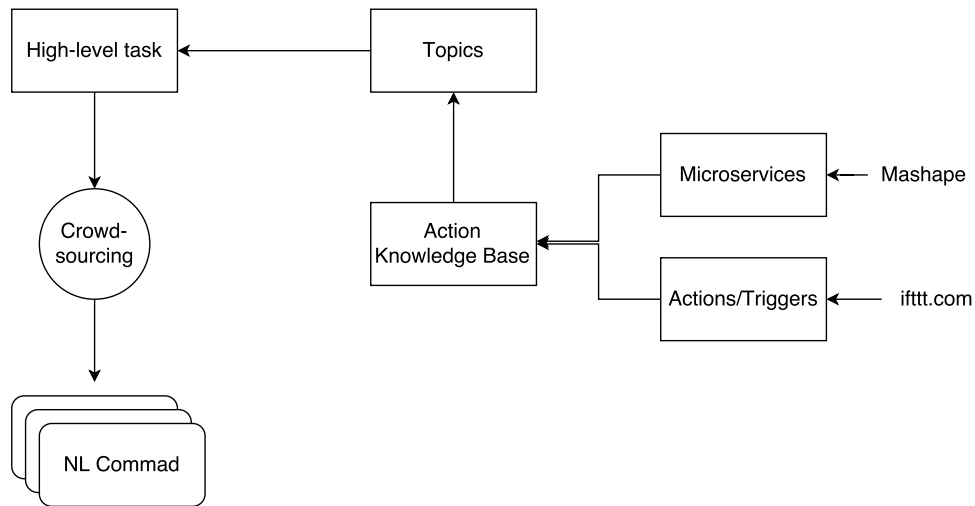 High-level task
Topics
Microservices
Mashape
Crowd-
sourcing
Action
Knowledge Base
Actions/Triggers
ifttt.com
NL Commad